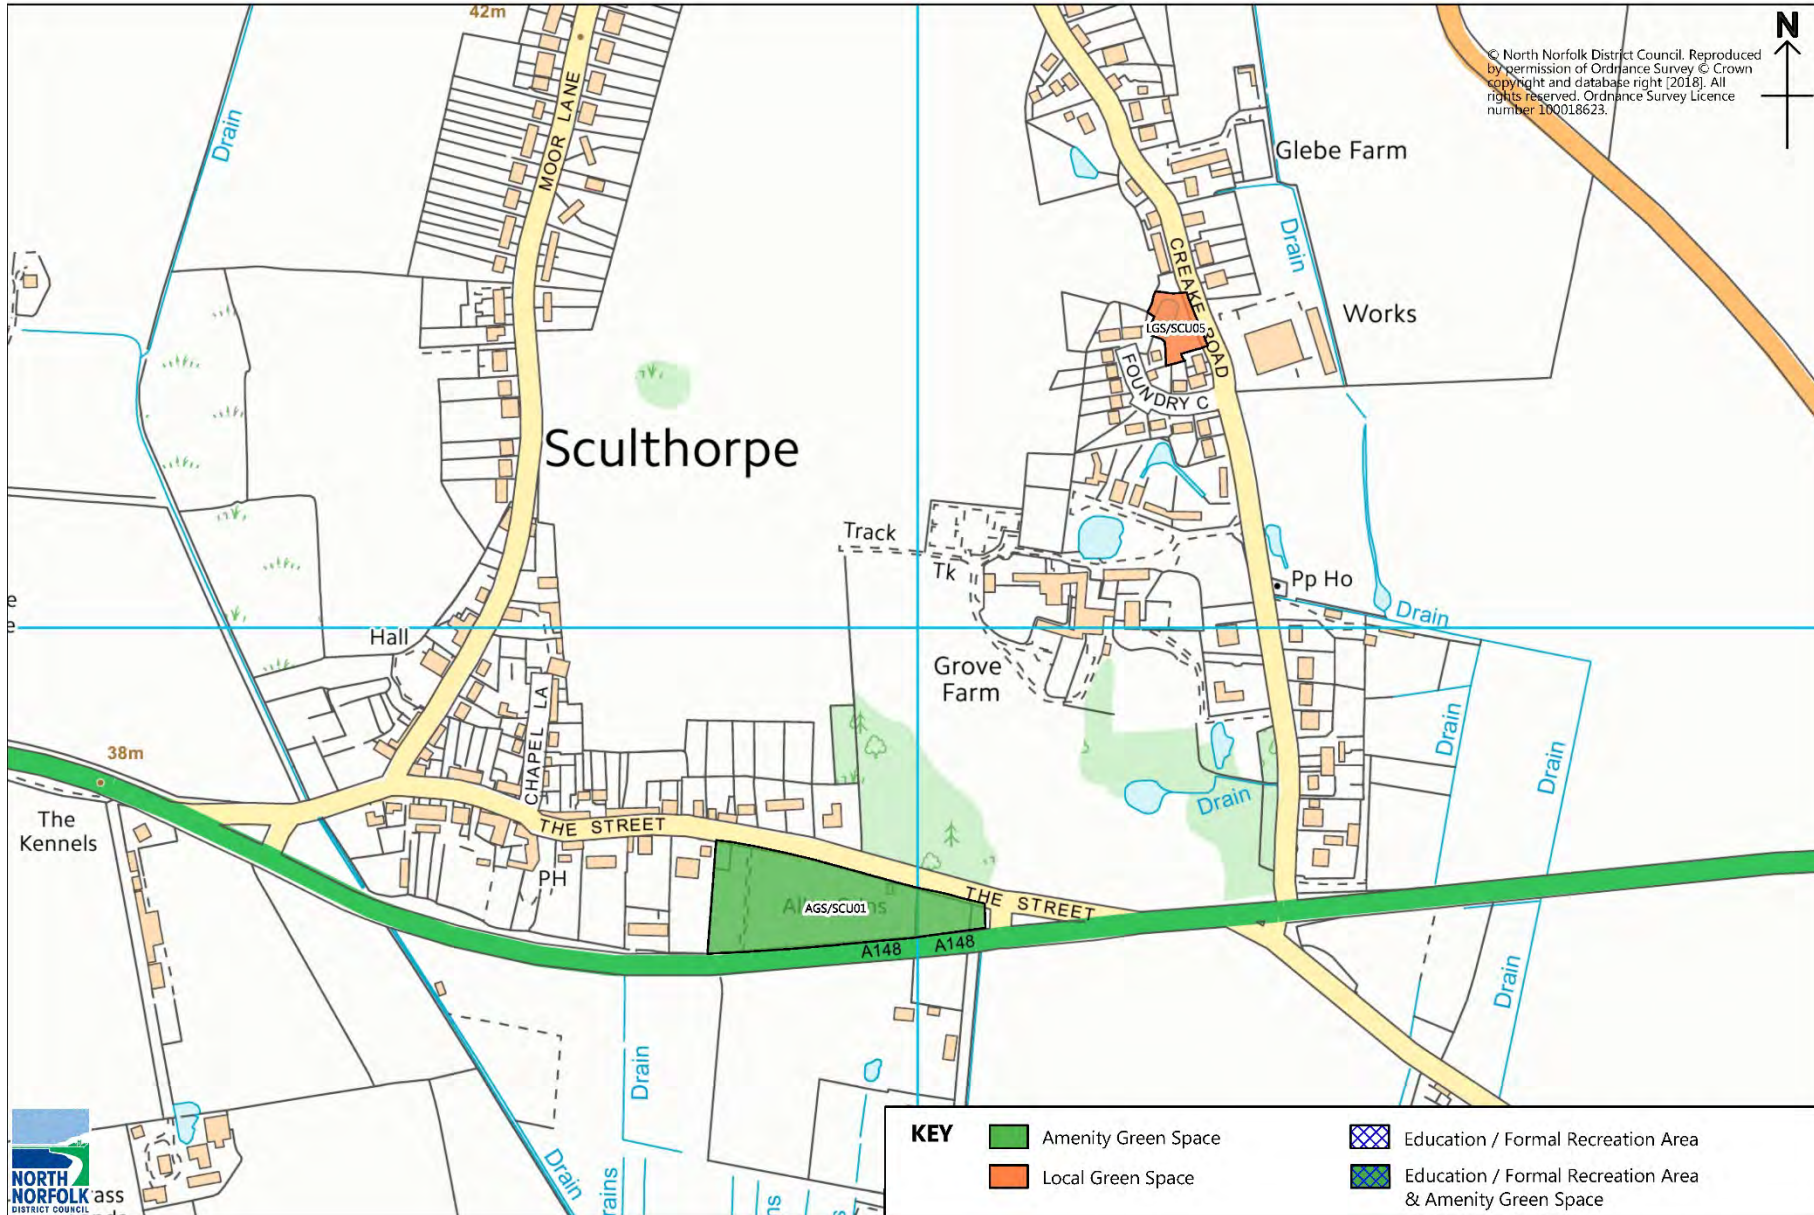 42m
N
© North Norfolk District Council. Reproduced
by permission of Ordnance Survey © Crown
copyright and database right [2018]. All
rights reserved. Ordnance Survey Licence
number 100018623.
Drain
MOOR LANE
Glebe Farm
Drain
CREAKE ROAD
Works
LGS/SCU05
FOUNDRY C
Sculthorpe
Track
Tk
Pp Ho
Drain
e
e
Hall
Grove
Farm
CHAPEL LA
38m
Drain
Drain
Drain
The
Kennels
THE STREET
PH
THE STREET
AGS/SCU01
A148
A148
Drain
Drain
Drain
rains
ns
s
KEY
Amenity Green Space
Local Green Space
Education / Formal Recreation Area
Education / Formal Recreation Area
& Amenity Green Space
NORTH
NORFOLK
DISTRICT COUNCIL
ass